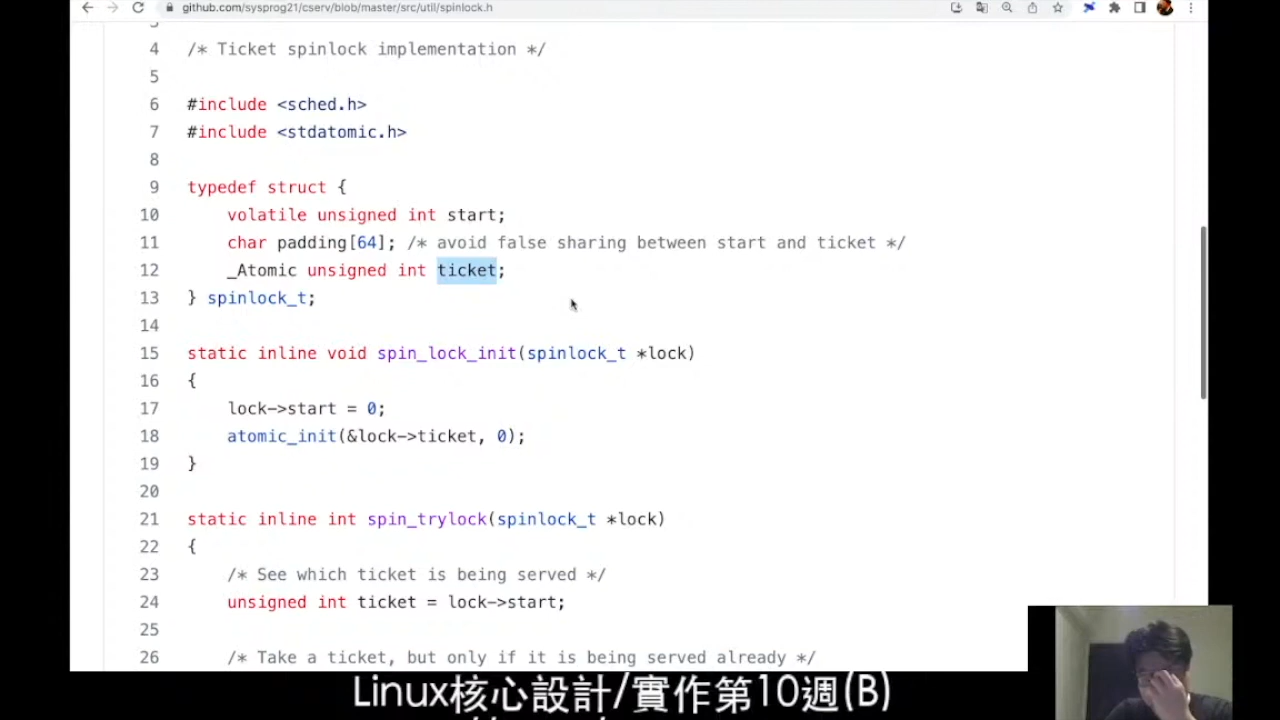 github.com/sysprog21/cserv/blob/master/src/util/spinlock.h
3
4 /* Ticket spinlock implementation */
5
6 #include <sched.h>
7 #include <stdatomic.h>
8
9 typedef struct {
10 volatile unsigned int start;
11 char padding[64]; /* avoid false sharing between start and ticket */
12 _Atomic unsigned int ticket;
13 } spinlock_t;
14
15 static inline void spin_lock_init(spinlock_t *lock)
16 {
17 lock->start = 0;
18 atomic_init(&lock->ticket, 0);
19 }
20
21 static inline int spin_trylock(spinlock_t *lock)
22 {
23 /* See which ticket is being served */
24 unsigned int ticket = lock->start;
25
26 /* Take a ticket, but only if it is being served already */
Linux核心設計/實作第10週(B)